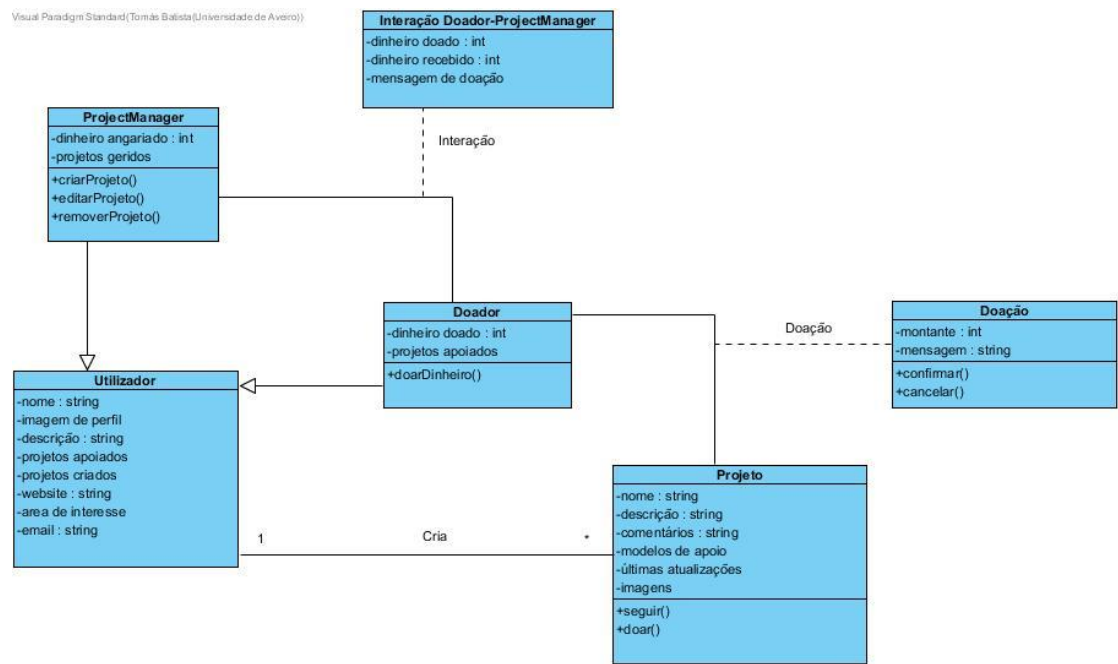 Visual Paradigm Standard(Tomás Batista(Universidade de Aveiro))
Interação Doador-ProjectManager
-dinheiro doado : int
-dinheiro recebido : int
-mensagem de doação
Interação
ProjectManager
-dinheiro angariado : int
-projetos geridos
+criarProjeto()
+editarProjeto()
+removerProjeto()
Doador
-dinheiro doado : int
-projetos apoiados
+doarDinheiro()
Doação
Doação
-montante : int
-mensagem : string
+confirmar()
+cancelar()
Utilizador
-nome : string
-imagem de perfil
-descrição : string
-projetos apoiados
-projetos criados
-website : string
-area de interesse
-email : string
1
Cria
*
Projeto
-nome : string
-descrição : string
-comentários : string
-modelos de apoio
-últimas atualizações
-imagens
+seguir()
+doar()